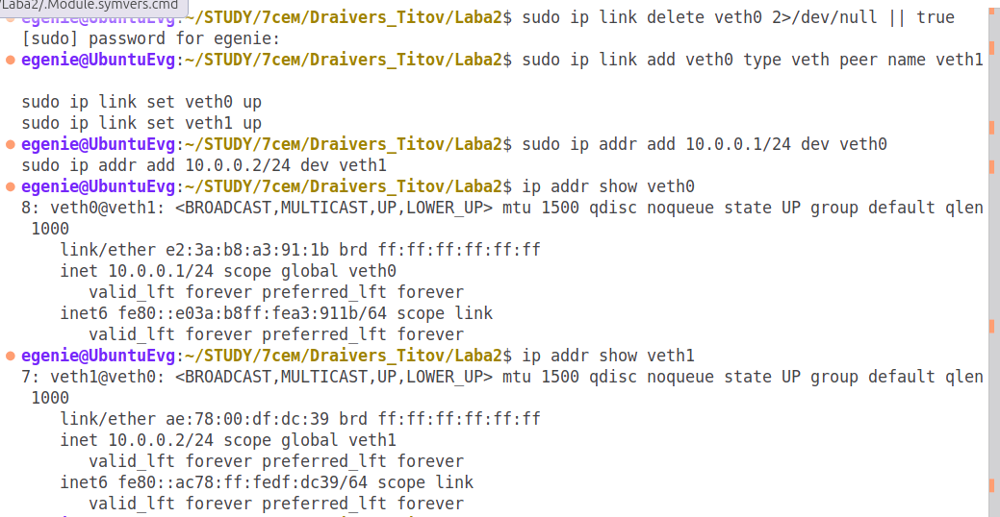 /Laba2/.Module.symvers.cmd
egenie@UbuntuEvg:~/STUDY/7сем/Draivers_Titov/Laba2$ sudo ip link delete veth0 2>/dev/null || true
[sudo] password for egenie:
egenie@UbuntuEvg:~/STUDY/7сем/Draivers_Titov/Laba2$ sudo ip link add veth0 type veth peer name veth1
sudo ip link set veth0 up
sudo ip link set veth1 up
egenie@UbuntuEvg:~/STUDY/7сем/Draivers_Titov/Laba2$ sudo ip addr add 10.0.0.1/24 dev veth0
sudo ip addr add 10.0.0.2/24 dev veth1
egenie@UbuntuEvg:~/STUDY/7сем/Draivers_Titov/Laba2$ ip addr show veth0
8: veth0@veth1: <BROADCAST,MULTICAST,UP,LOWER_UP> mtu 1500 qdisc noqueue state UP group default qlen
1000
link/ether e2:3a:b8:a3:91:1b brd ff:ff:ff:ff:ff:ff
inet 10.0.0.1/24 scope global veth0
valid_lft forever preferred_lft forever
inet6 fe80::e03a:b8ff:fea3:911b/64 scope link
valid_lft forever preferred_lft forever
egenie@UbuntuEvg:~/STUDY/7сем/Draivers_Titov/Laba2$ ip addr show veth1
7: veth1@veth0: <BROADCAST,MULTICAST,UP,LOWER_UP> mtu 1500 qdisc noqueue state UP group default qlen
1000
link/ether ae:78:00:df:dc:39 brd ff:ff:ff:ff:ff:ff
inet 10.0.0.2/24 scope global veth1
valid_lft forever preferred_lft forever
inet6 fe80::ac78:ff:fedf:dc39/64 scope link
valid_lft forever preferred_lft forever